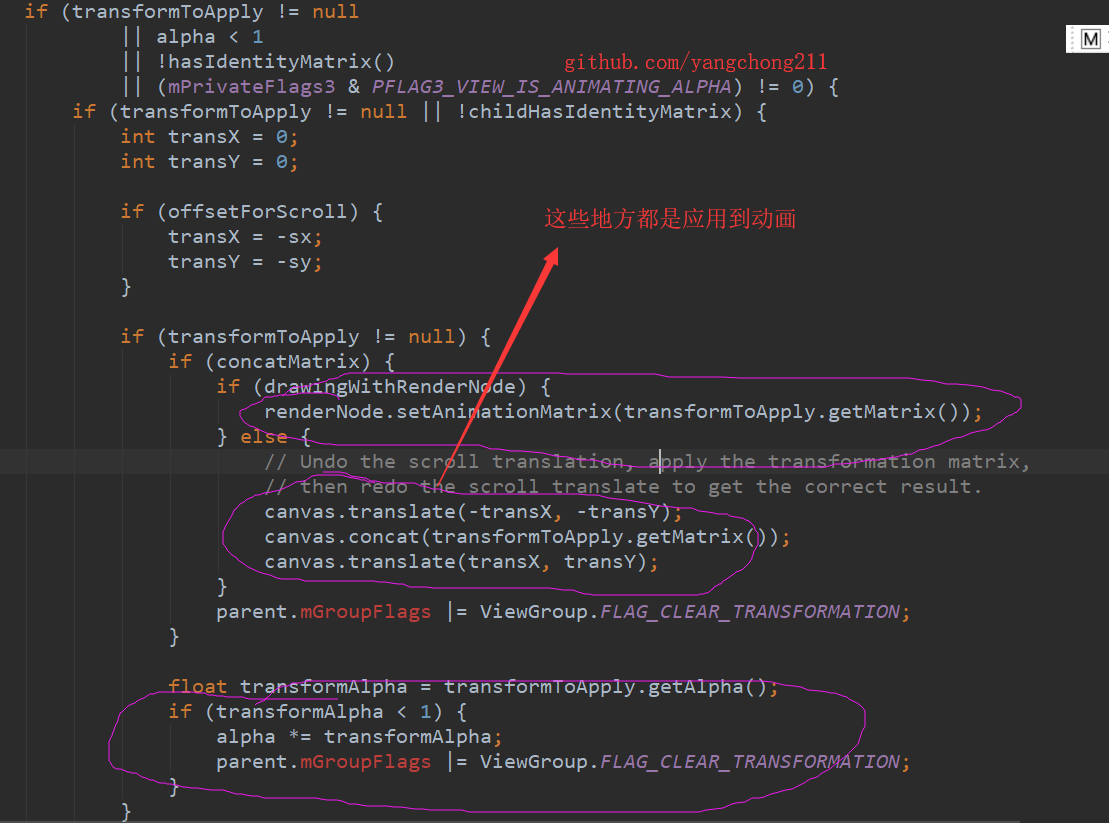 if (transformToApply != null
|| alpha < 1
|| !hasIdentityMatrix()
github.com/yangchong211
|| (mPrivateFlags3 & PFLAG3_VIEW_IS_ANIMATING_ALPHA) != 0) {
if (transformToApply != null || !childHasIdentityMatrix) {
int transX = 0;
int transY = 0;
if (offsetForScroll) {
这些地方都是应用到动画
transX = -sx;
transY = -sy;
}
if (transformToApply != null) {
if (concatMatrix) {
if (drawingWithRenderNode) {
renderNode.setAnimationMatrix(transformToApply.getMatrix());
} else {
// Undo the scroll translation, apply the transformation matrix,
// then redo the scroll translate to get the correct result.
canvas.translate(-transX, -transY);
canvas.concat(transformToApply.getMatrix());
canvas.translate(transX, transY);
}
parent.mGroupFlags |= ViewGroup.FLAG_CLEAR_TRANSFORMATION;
}
float transformAlpha = transformToApply.getAlpha();
if (transformAlpha < 1) {
alpha *= transformAlpha;
parent.mGroupFlags |= ViewGroup.FLAG_CLEAR_TRANSFORMATION;
}
}
M